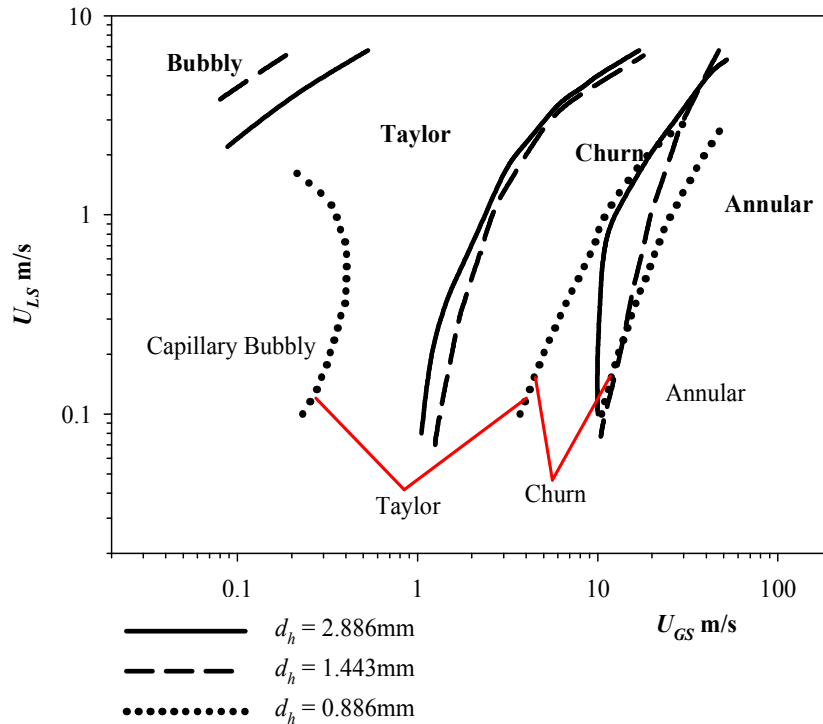 10
Bubbly
Taylor
Churn
Annular
1
U_LS m/s
Capillary Bubbly
Annular
0.1
Taylor
Churn
0.1 1 10 100
U_GS m/s
d_h = 2.886mm
d_h = 1.443mm
d_h = 0.886mm